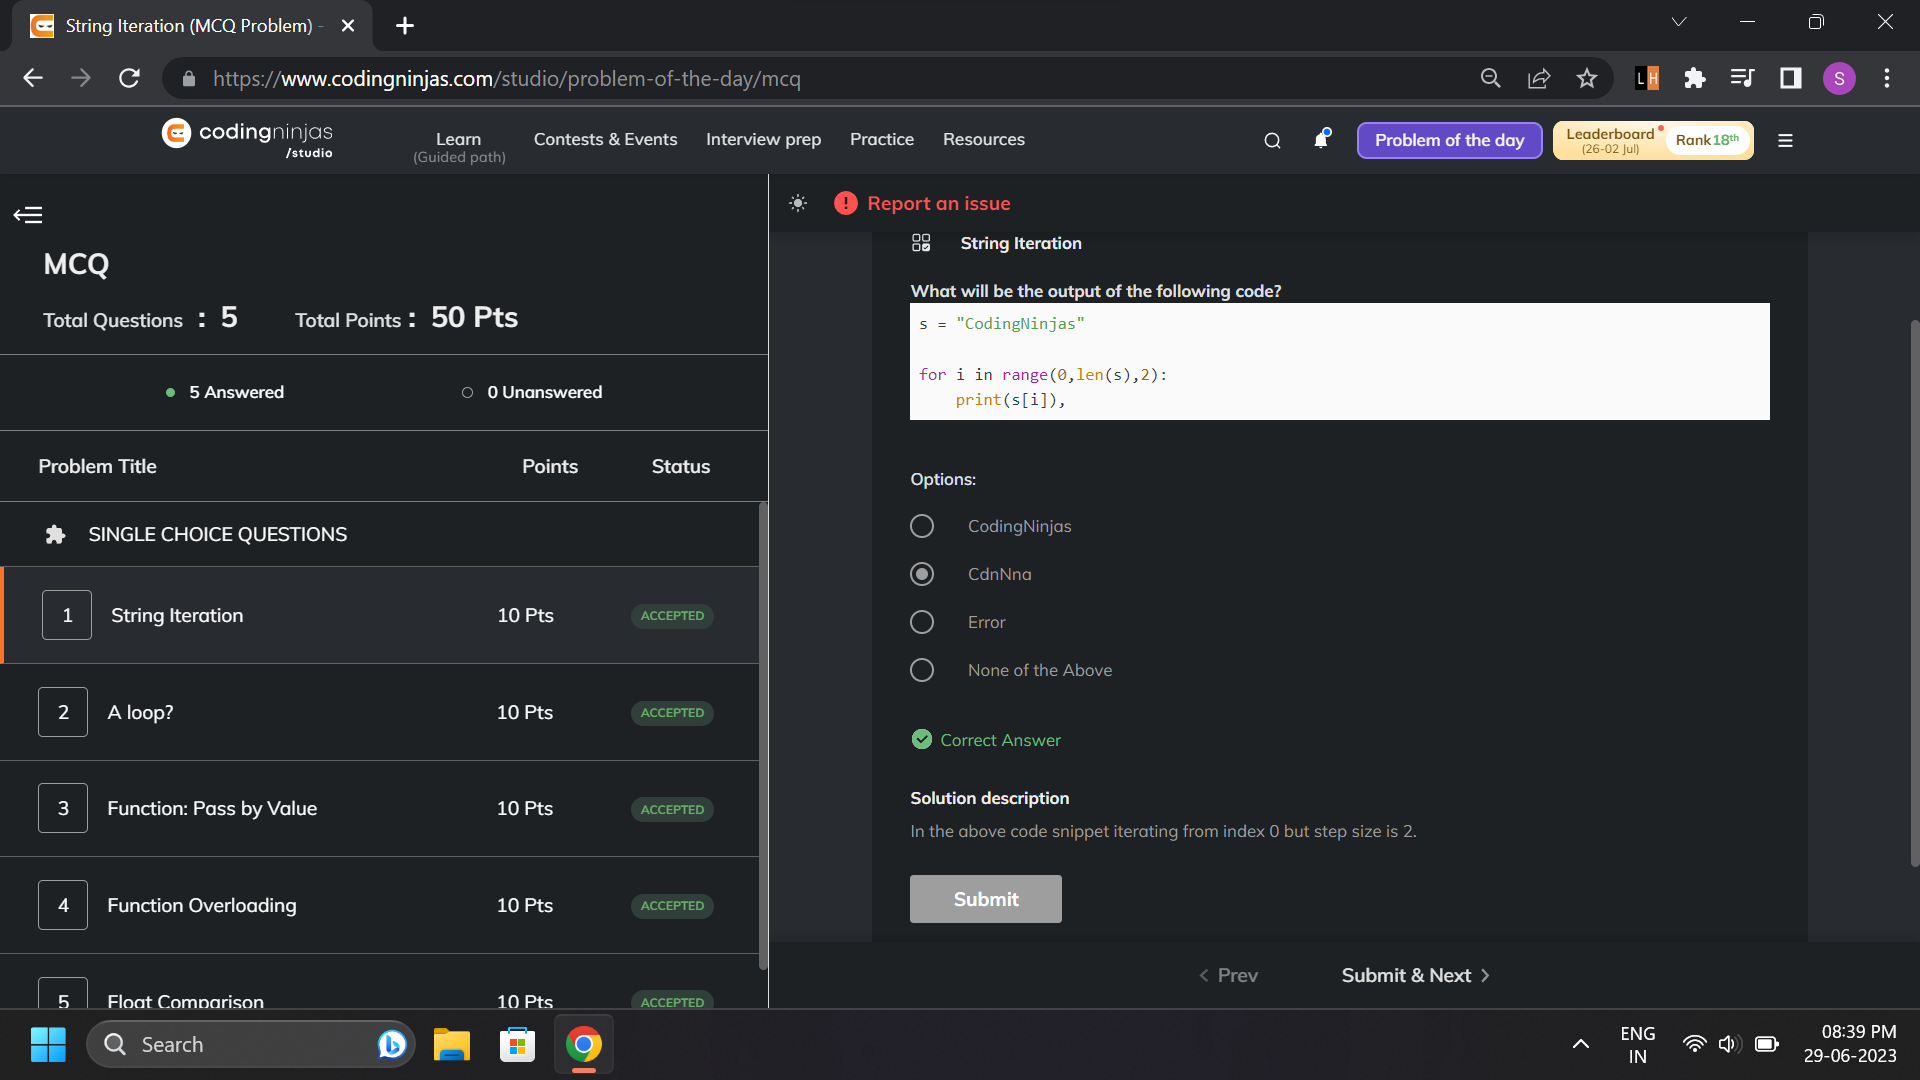 String Iteration (MCQ Problem) -
https://www.codingninjas.com/studio/problem-of-the-day/mcq
LH
S
codingninjas
/studio
Learn
(Guided path)
Contests & Events
Interview prep
Practice
Resources
Problem of the day
Leaderboard
(26-02 Jul)
Rank 18th
MCQ
Total Questions : 5
Total Points : 50 Pts
5 Answered
0 Unanswered
Problem Title Points Status
SINGLE CHOICE QUESTIONS
1 String Iteration 10 Pts ACCEPTED
2 A loop? 10 Pts ACCEPTED
3 Function: Pass by Value 10 Pts ACCEPTED
4 Function Overloading 10 Pts ACCEPTED
5 Float Comparison 10 Pts ACCEPTED
Report an issue
String Iteration
What will be the output of the following code?
s = "CodingNinjas"
for i in range(0,len(s),2):
    print(s[i]),
Options:
CodingNinjas
CdnNna
Error
None of the Above
Correct Answer
Solution description
In the above code snippet iterating from index 0 but step size is 2.
Submit
Prev
Submit & Next
Search
ENG
IN
08:39 PM
29-06-2023